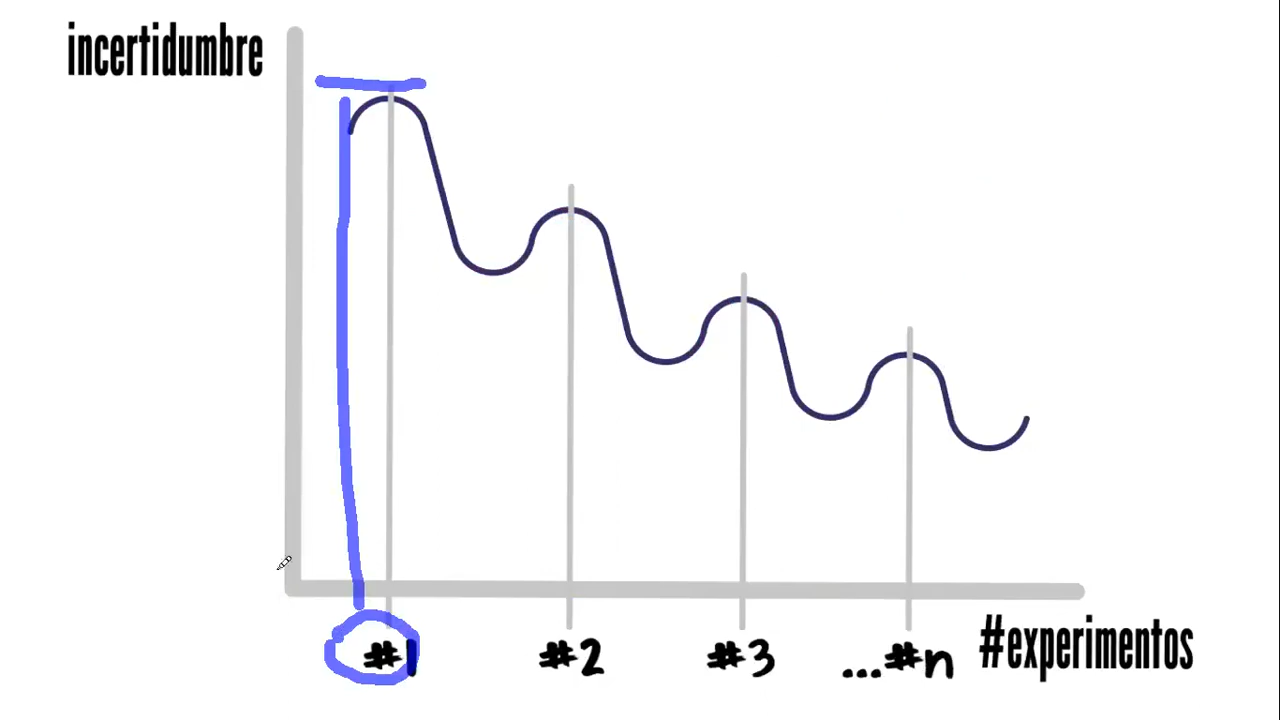 incertidumbre
#1
#2
#3
...#n
#experimentos